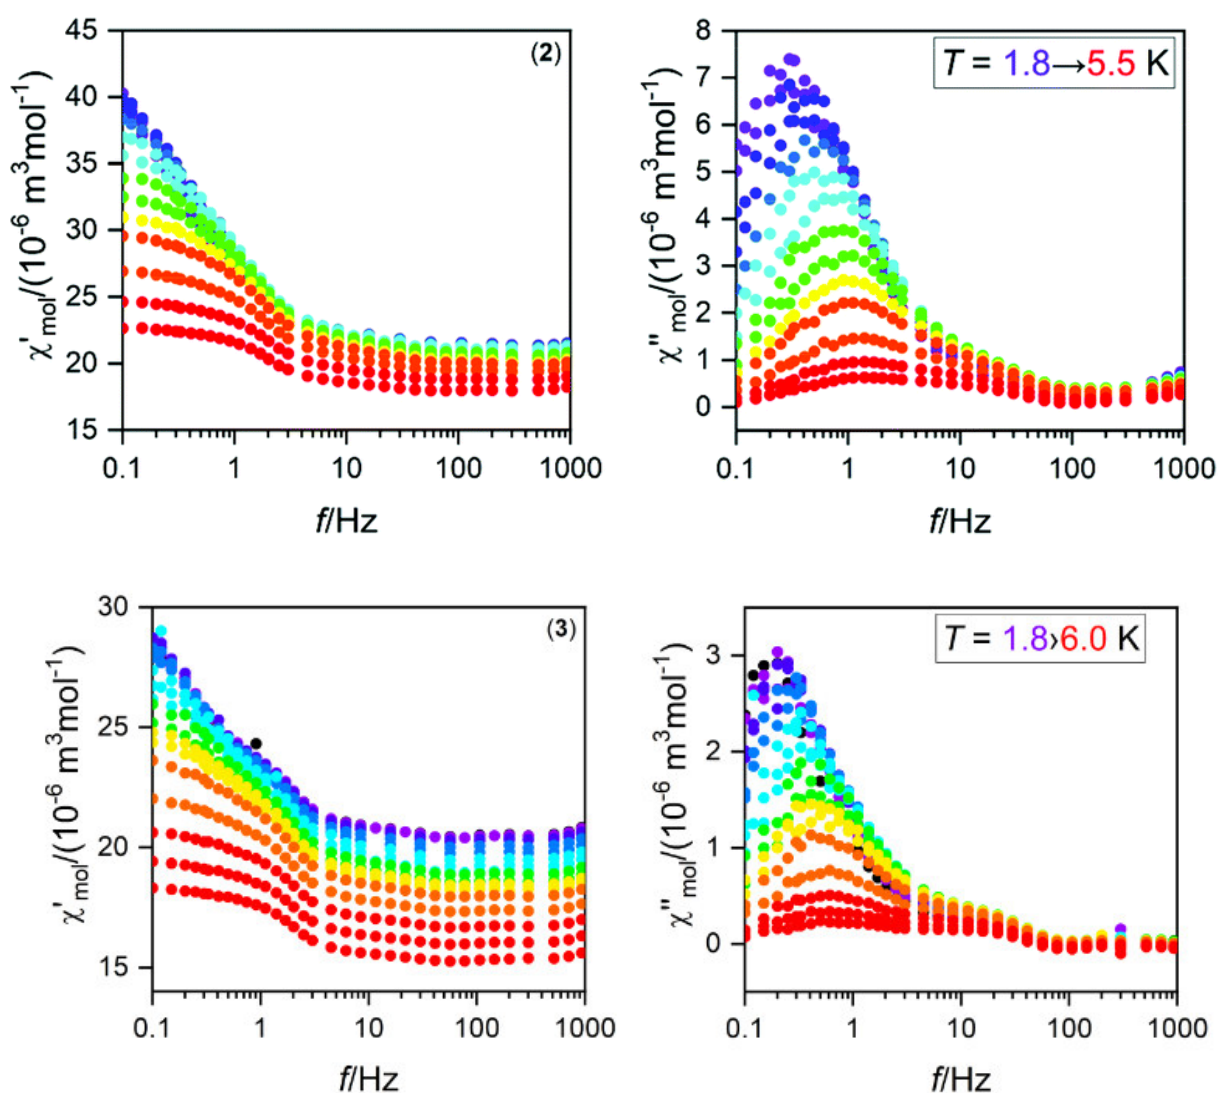 45
40
35
30
25
20
15
0.1 1 10 100 1000
χ'mol/(10⁻⁶ m³mol⁻¹)
f/Hz
(2)
8
7
6
5
4
3
2
1
0
0.1 1 10 100 1000
χ"mol/(10⁻⁶ m³mol⁻¹)
f/Hz
T = 1.8→5.5 K
30
25
20
15
0.1 1 10 100 1000
χ'mol/(10⁻⁶ m³mol⁻¹)
f/Hz
(3)
3
2
1
0
0.1 1 10 100 1000
χ"mol/(10⁻⁶ m³mol⁻¹)
f/Hz
T = 1.8›6.0 K